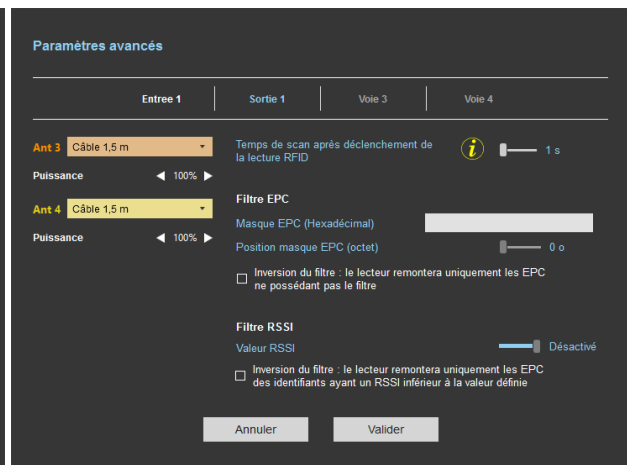 Paramètres avancés
Entree 1
Sortie 1
Voie 3
Voie 4
Ant 3
Câble 1,5 m
Puissance
100%
Ant 4
Câble 1,5 m
Puissance
100%
Temps de scan après déclenchement de
la lecture RFID
i
1 s
Filtre EPC
Masque EPC (Hexadécimal)
Position masque EPC (octet)
0 o
Inversion du filtre : le lecteur remontera uniquement les EPC
ne possédant pas le filtre
Filtre RSSI
Valeur RSSI
Désactivé
Inversion du filtre : le lecteur remontera uniquement les EPC
des identifiants ayant un RSSI inférieur à la valeur définie
Annuler
Valider